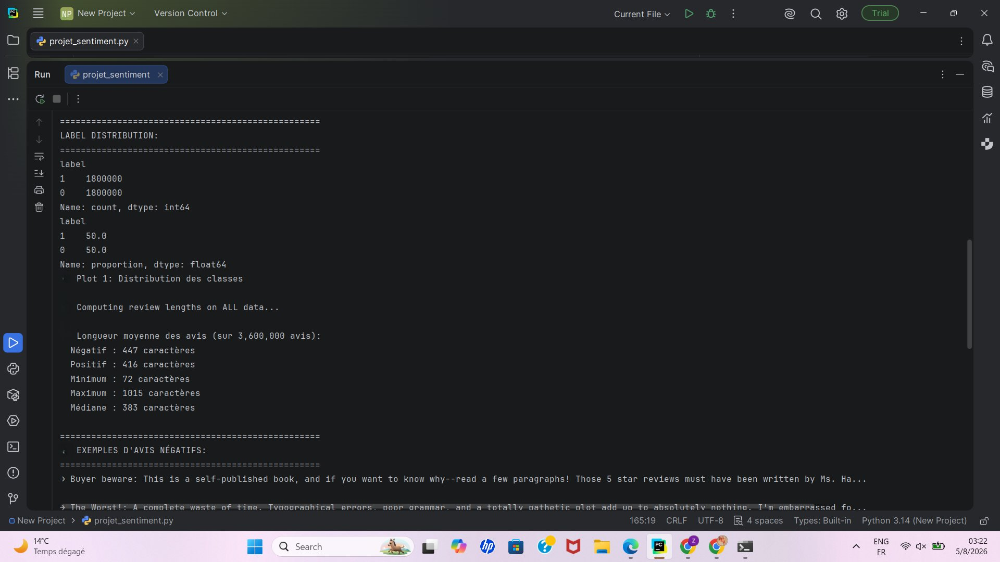 NP New Project Version Control Current File Trial
projet_sentiment.py
Run projet_sentiment
==================================================
LABEL DISTRIBUTION:
==================================================
label
1 1800000
0 1800000
Name: count, dtype: int64
label
1 50.0
0 50.0
Name: proportion, dtype: float64
Plot 1: Distribution des classes
Computing review lengths on ALL data...
Longueur moyenne des avis (sur 3,600,000 avis):
Négatif : 447 caractères
Positif : 416 caractères
Minimum : 72 caractères
Maximum : 1015 caractères
Médiane : 383 caractères
==================================================
EXEMPLES D'AVIS NÉGATIFS:
==================================================
→ Buyer beware: This is a self-published book, and if you want to know why--read a few paragraphs! Those 5 star reviews must have been written by Ms. Ha...
→ The Worst!: A complete waste of time. Typographical errors, poor grammar, and a totally pathetic plot add up to absolutely nothing. I'm embarrassed fo...
New Project > projet_sentiment.py 165:19 CRLF UTF-8 4 spaces Types: Built-in Python 3.14 (New Project)
14°C
Temps dégagé
Search
ENG
FR
03:22
5/8/2026